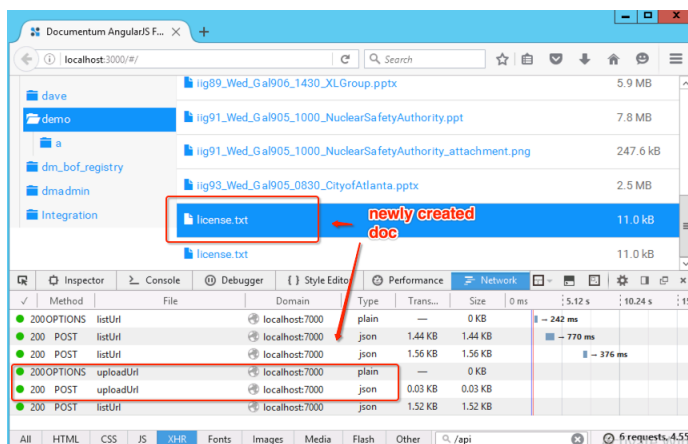 Documentum AngularJS F... × +
localhost:3000/#/ Search
iig89_Wed_Gal906_1430_XLGroup.pptx 5.9 MB
dave
demo iig91_Wed_Gal905_1000_NuclearSafetyAuthority.ppt 7.8 MB
a iig91_Wed_Gal905_1000_NuclearSafetyAuthority_attachment.png 247.6 kB
dm_bof_registry
dmadmin iig93_Wed_Gal905_0830_CityofAtlanta.pptx 2.5 MB
Integration license.txt newly created doc 11.0 kB
license.txt 11.0 kB
Inspector Console Debugger { } Style Editor Performance Network
✓ Method File Domain Type Trans... Size 0 ms 5.12 s 10.24 s 15
200 OPTIONS listUrl localhost:7000 plain — 0 KB → 242 ms
200 POST listUrl localhost:7000 json 1.44 KB 1.44 KB → 770 ms
200 POST listUrl localhost:7000 json 1.56 KB 1.56 KB → 376 ms
200 OPTIONS uploadUrl localhost:7000 plain — 0 KB
200 POST uploadUrl localhost:7000 json 0.03 KB 0.03 KB
200 POST listUrl localhost:7000 json 1.52 KB 1.52 KB
All HTML CSS JS XHR Fonts Images Media Flash Other /api 6 requests, 4.55